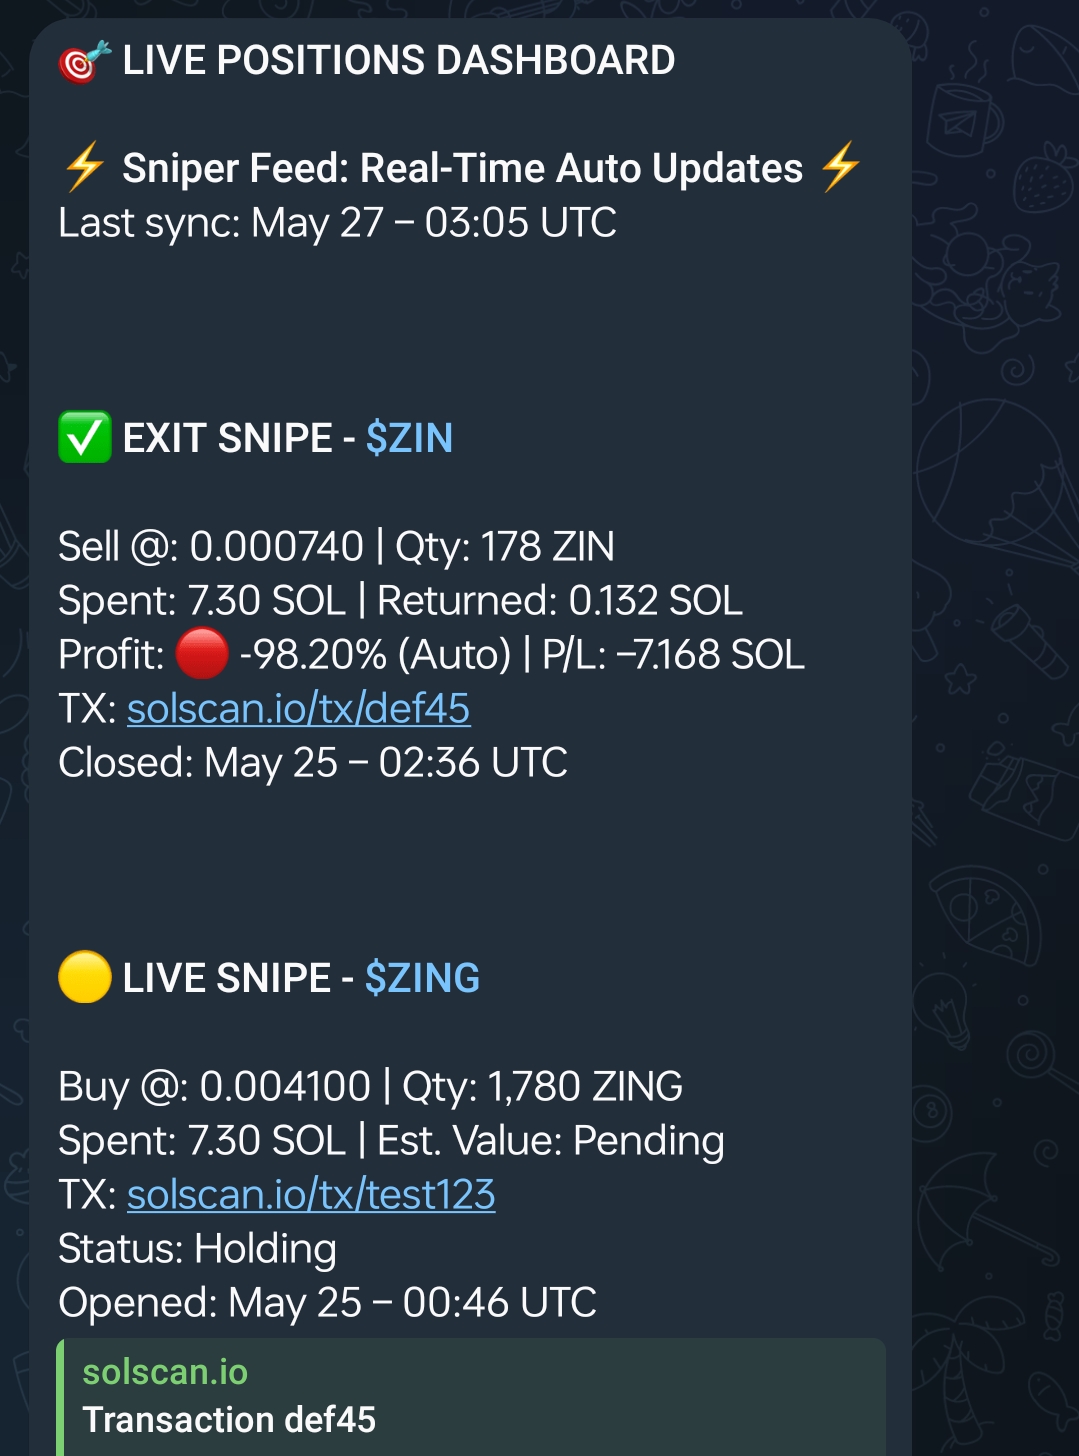 🎯 LIVE POSITIONS DASHBOARD
⚡ Sniper Feed: Real-Time Auto Updates ⚡
Last sync: May 27 – 03:05 UTC
✅ EXIT SNIPE - $ZIN
Sell @: 0.000740 | Qty: 178 ZIN
Spent: 7.30 SOL | Returned: 0.132 SOL
Profit: 🔴 -98.20% (Auto) | P/L: –7.168 SOL
TX: solscan.io/tx/def45
Closed: May 25 – 02:36 UTC
🟡 LIVE SNIPE - $ZING
Buy @: 0.004100 | Qty: 1,780 ZING
Spent: 7.30 SOL | Est. Value: Pending
TX: solscan.io/tx/test123
Status: Holding
Opened: May 25 – 00:46 UTC
solscan.io
Transaction def45